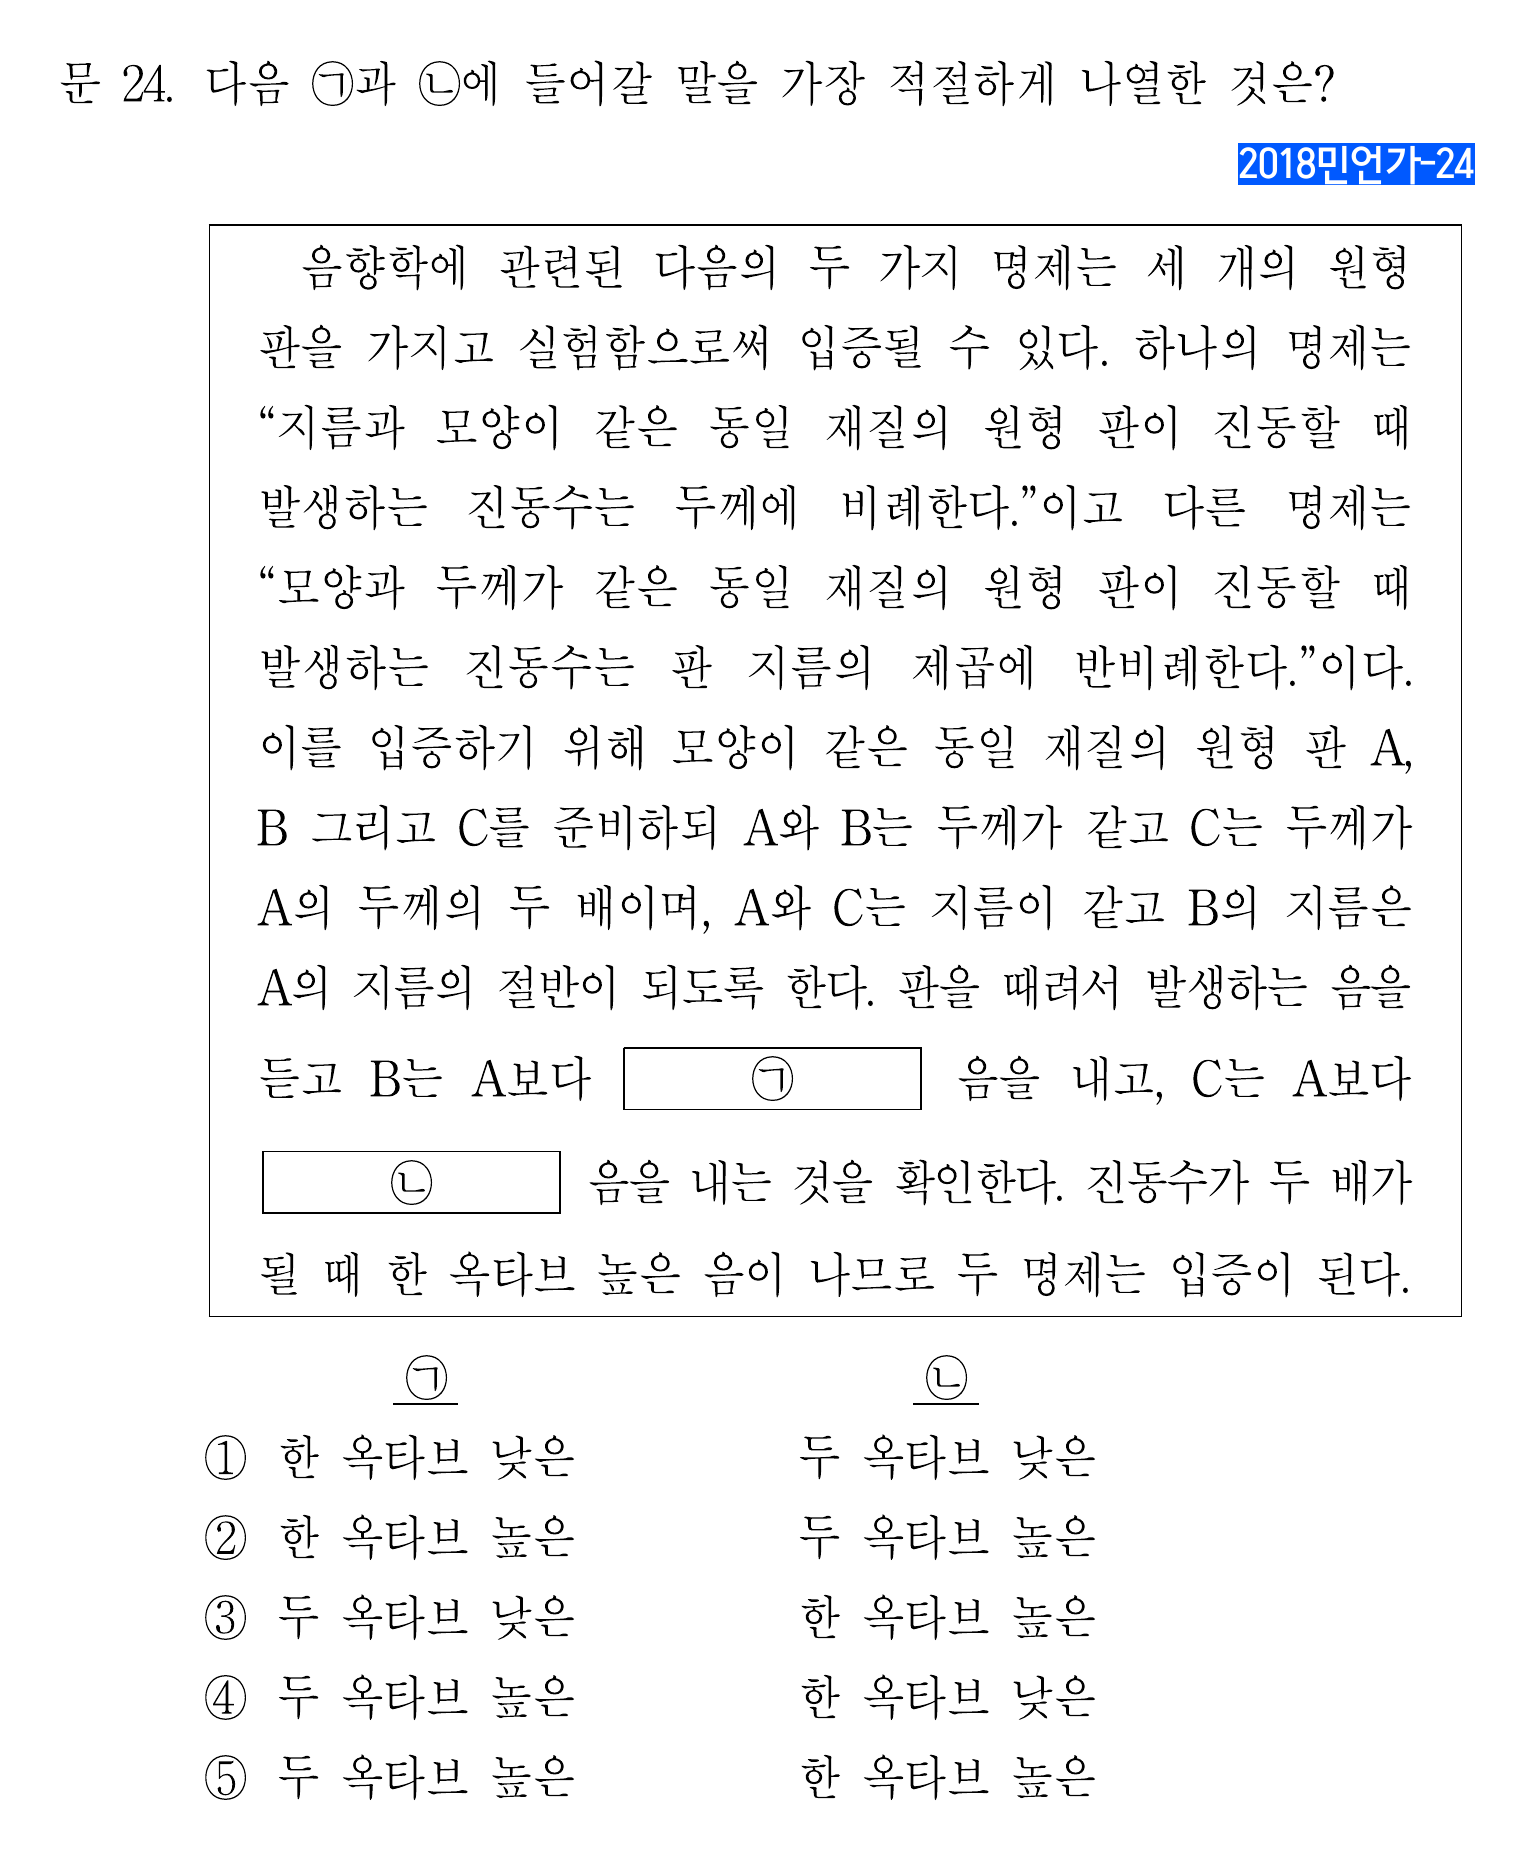 문 24. 다음 ㉠과 ㉡에 들어갈 말을 가장 적절하게 나열한 것은?
2018민언가-24
음향학에 관련된 다음의 두 가지 명제는 세 개의 원형
판을 가지고 실험함으로써 입증될 수 있다. 하나의 명제는
“지름과 모양이 같은 동일 재질의 원형 판이 진동할 때
발생하는 진동수는 두께에 비례한다.”이고 다른 명제는
“모양과 두께가 같은 동일 재질의 원형 판이 진동할 때
발생하는 진동수는 판 지름의 제곱에 반비례한다.”이다.
이를 입증하기 위해 모양이 같은 동일 재질의 원형 판 A,
B 그리고 C를 준비하되 A와 B는 두께가 같고 C는 두께가
A의 두께의 두 배이며, A와 C는 지름이 같고 B의 지름은
A의 지름의 절반이 되도록 한다. 판을 때려서 발생하는 음을
듣고 B는 A보다 ㉠ 음을 내고, C는 A보다
㉡ 음을 내는 것을 확인한다. 진동수가 두 배가
될 때 한 옥타브 높은 음이 나므로 두 명제는 입증이 된다.
㉠ ㉡
① 한 옥타브 낮은 두 옥타브 낮은
② 한 옥타브 높은 두 옥타브 높은
③ 두 옥타브 낮은 한 옥타브 높은
④ 두 옥타브 높은 한 옥타브 낮은
⑤ 두 옥타브 높은 한 옥타브 높은